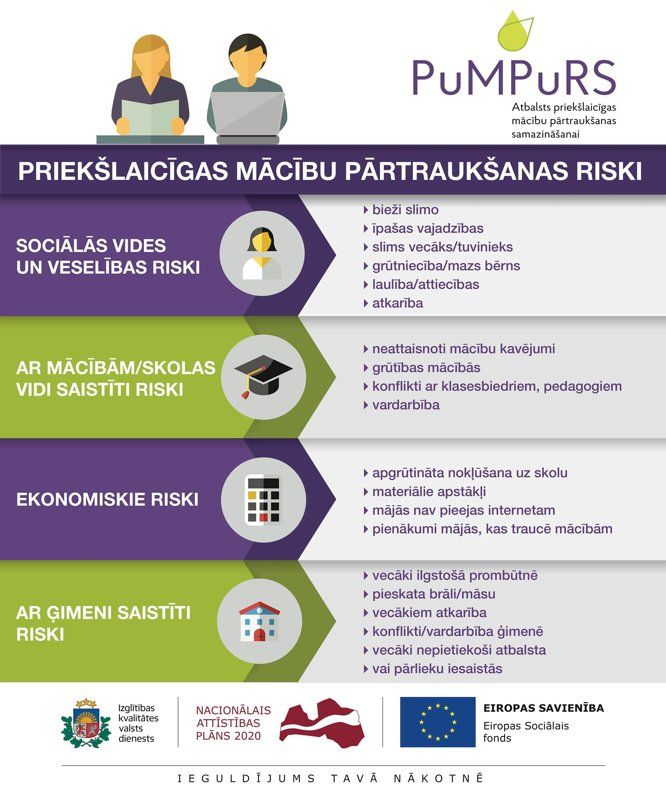 PuMPuRS
Atbalsts priekšlaicīgas
mācību pārtraukšanas
samazināšanai
PRIEKŠLAICĪGAS MĀCĪBU PĀRTRAUKŠANAS RISKI
SOCIĀLĀS VIDES
UN VESELĪBAS RISKI
bieži slimo
īpašas vajadzības
slims vecāks/tuvinieks
grūtniecība/mazs bērns
laulība/attiecības
atkarība
AR MĀCĪBĀM/SKOLAS
VIDI SAISTĪTI RISKI
neattaisnoti mācību kavējumi
grūtības mācībās
konflikti ar klasesbiedriem, pedagogiem
vardarbība
EKONOMISKIE RISKI
apgrūtināta nokļūšana uz skolu
materiālie apstākļi
mājās nav pieejas internetam
pienākumi mājās, kas traucē mācībām
AR ĢIMENI SAISTĪTI
RISKI
vecāki ilgstošā prombūtnē
pieskata brāli/māsu
vecākiem atkarība
konflikti/vardarbība ģimenē
vecāki nepietiekoši atbalsta
vai pārlieku iesaistās
Izglītības
kvalitātes
valsts
dienests
NACIONĀLAIS
ATTĪSTĪBAS
PLĀNS 2020
EIROPAS SAVIENĪBA
Eiropas Sociālais
fonds
IEGULDĪJUMS TAVĀ NĀKOTNĒ